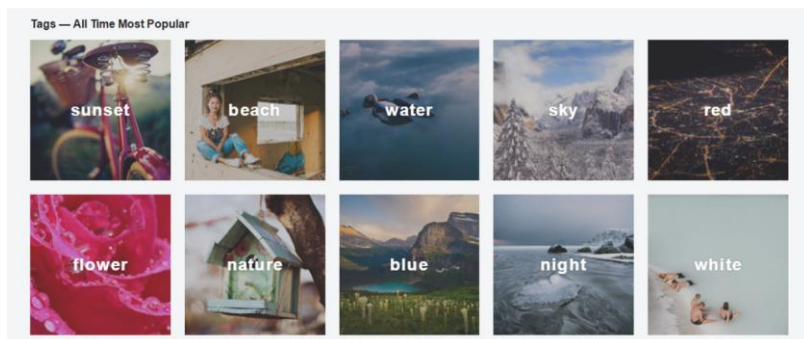 Tags — All Time Most Popular
sunset
beach
water
sky
red
flower
nature
blue
night
white